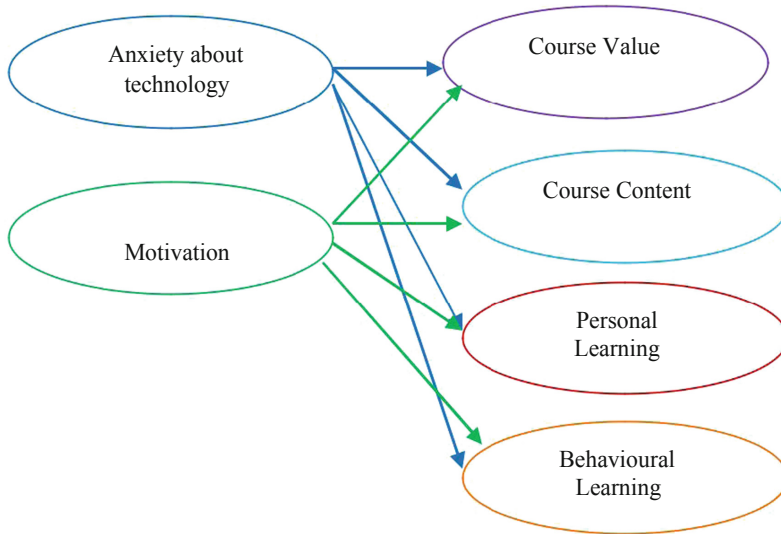 Anxiety about
technology
Course Value
Course Content
Motivation
Personal
Learning
Behavioural
Learning